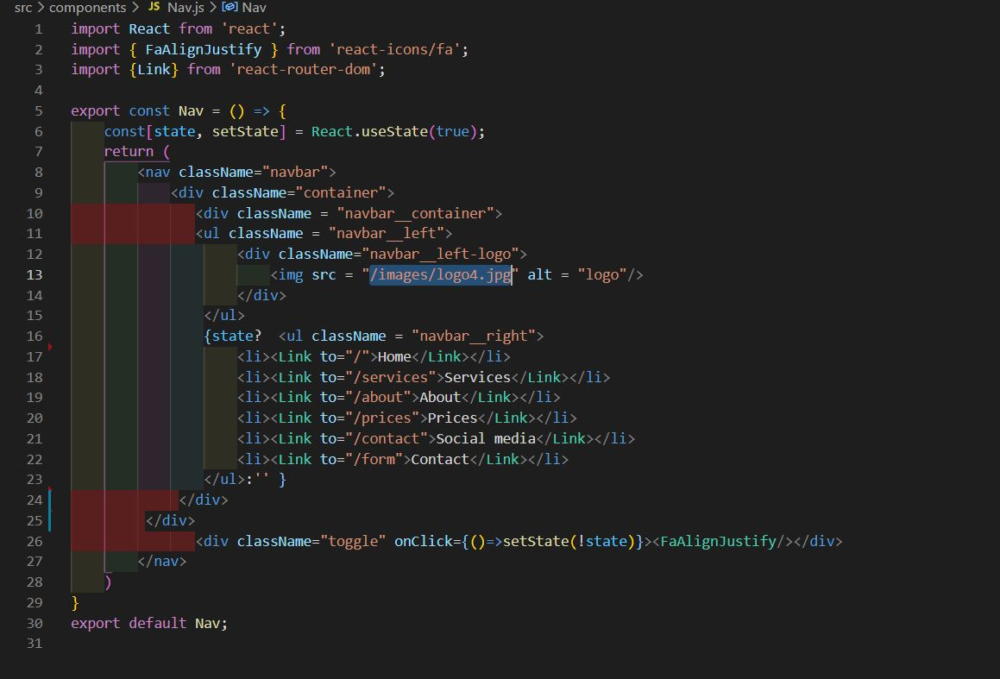 src > components > JS Nav.js > Nav
1 import React from 'react';
2 import { FaAlignJustify } from 'react-icons/fa';
3 import {Link} from 'react-router-dom';
4
5 export const Nav = () => {
6     const[state, setState] = React.useState(true);
7     return (
8         <nav className="navbar">
9             <div className="container">
10                <div className = "navbar__container">
11                <ul className = "navbar__left">
12                     <div className="navbar__left-logo">
13                         <img src = "/images/logo4.jpg" alt = "logo"/>
14                     </div>
15                 </ul>
16                 {state?  <ul className = "navbar__right">
17                     <li><Link to="/">Home</Link></li>
18                     <li><Link to="/services">Services</Link></li>
19                     <li><Link to="/about">About</Link></li>
20                     <li><Link to="/prices">Prices</Link></li>
21                     <li><Link to="/contact">Social media</Link></li>
22                     <li><Link to="/form">Contact</Link></li>
23                 </ul>:'' }
24              </div>
25          </div>
26                <div className="toggle" onClick={()=>setState(!state)}><FaAlignJustify/></div>
27         </nav>
28     )
29 }
30 export default Nav;
31